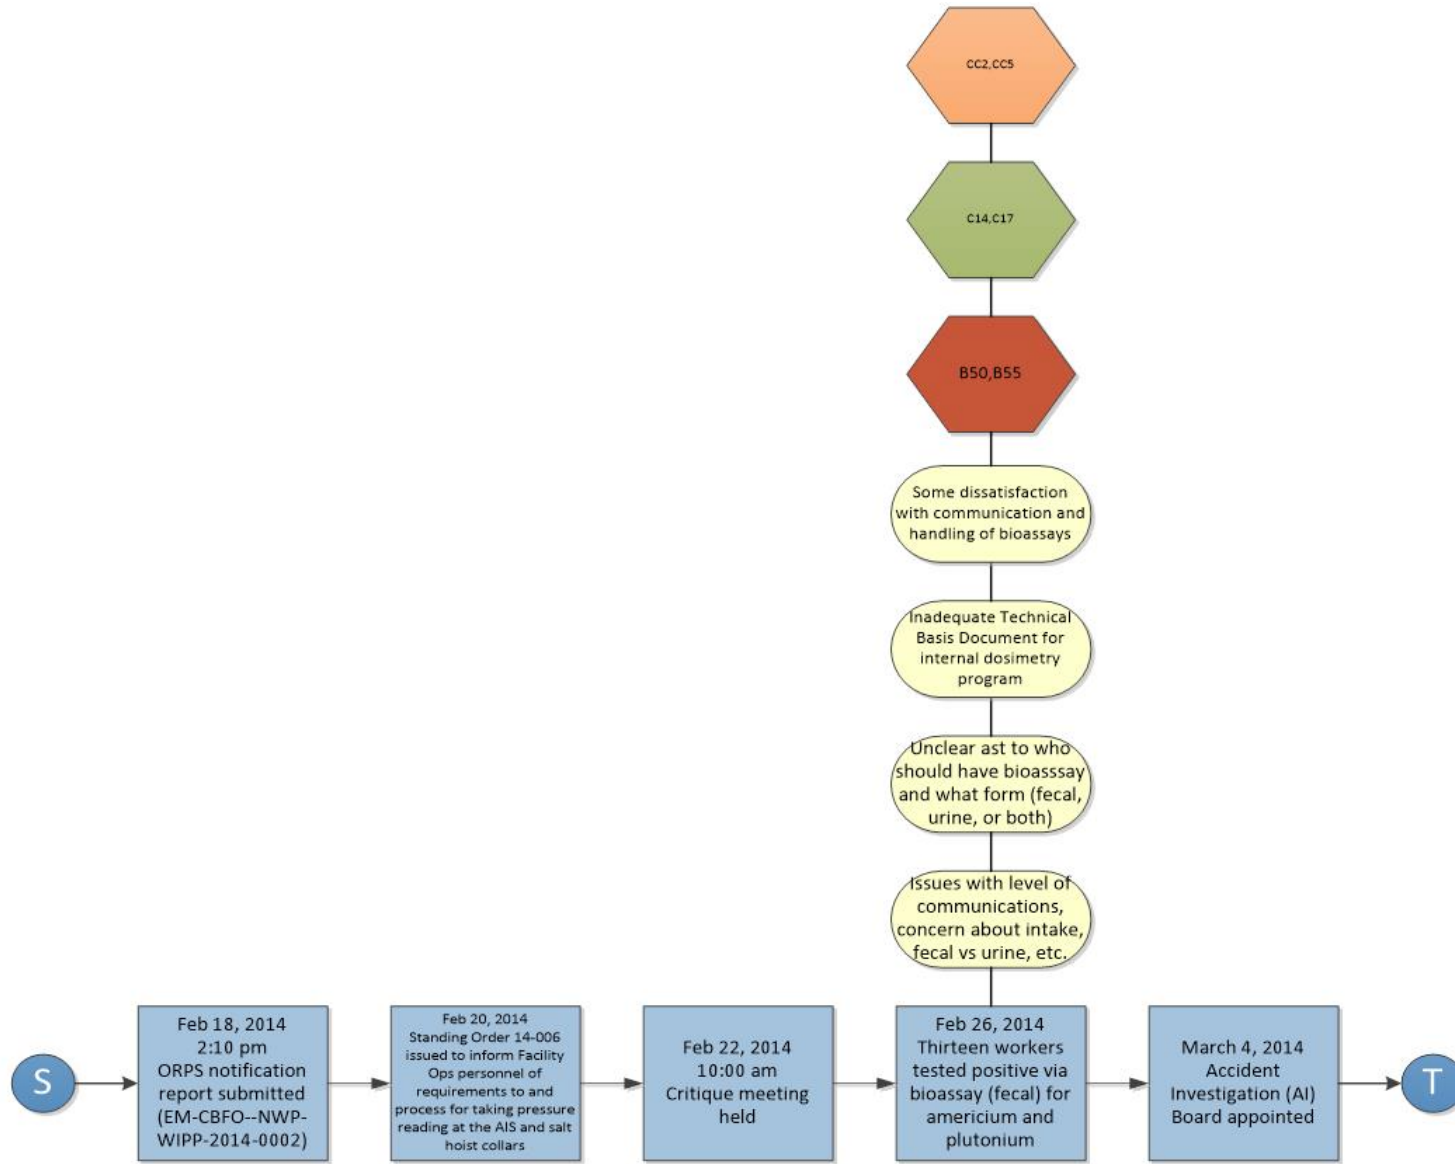 CC2,CC5
C14,C17
B50,B55
Some dissatisfaction
with communication and
handling of bioassays
Inadequate Technical
Basis Document for
internal dosimetry
program
Unclear ast to who
should have bioasssay
and what form (fecal,
urine, or both)
Issues with level of
communications,
concern about intake,
fecal vs urine, etc.
S
Feb 18, 2014
2:10 pm
ORPS notification
report submitted
(EM-CBFO--NWP-
WIPP-2014-0002)
Feb 20, 2014
Standing Order 14-006
issued to inform Facility
Ops personnel of
requirements to and
process for taking pressure
reading at the AIS and salt
hoist collars
Feb 22, 2014
10:00 am
Critique meeting
held
Feb 26, 2014
Thirteen workers
tested positive via
bioassay (fecal) for
americium and
plutonium
March 4, 2014
Accident
Investigation (AI)
Board appointed
T